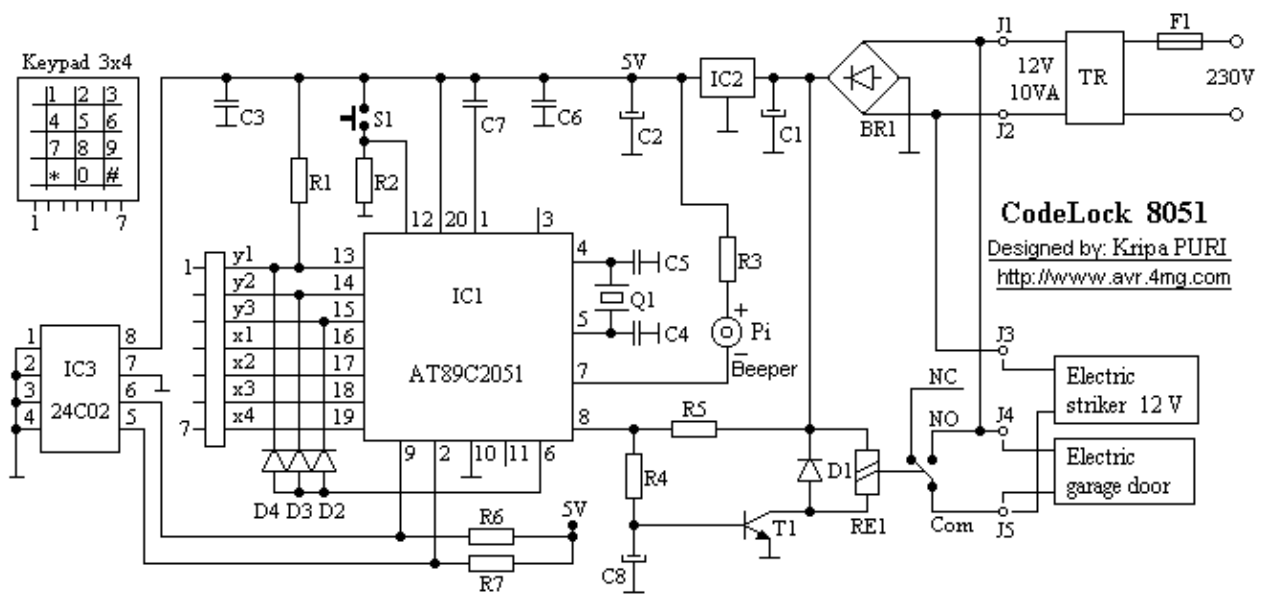 Keypad 3x4
1 2 3
4 5 6
7 8 9
* 0 #
1 7
C3
S1
R1
R2
C7
C6
5V
C2
IC2
C1
BR1
J1
J2
12V
10VA
TR
F1
230V
CodeLock 8051
Designed by: Kripa PURI
http://www.avr.4mg.com
12 20 1 3
1 y1 13
y2 14
y3 15
x1 16
x2 17
x3 18
7 x4 19
IC1
AT89C2051
4
5
7
8
9 2 10 11 6
C5
Q1
C4
R3
+
Pi
−
Beeper
1 8
2 7
3 6
4 5
IC3
24C02
D4 D3 D2
R6
R7
5V
R5
R4
C8
T1
D1
RE1
NC
NO
Com
J3
J4
J5
Electric
striker 12 V
Electric
garage door